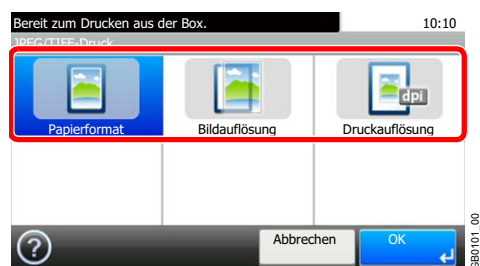 Bereit zum Drucken aus der Box. 10:10
JPEG/TIFF-Druck
dpi
Papierformat Bildauflösung Druckauflösung
? Abbrechen OK
GB0101_00